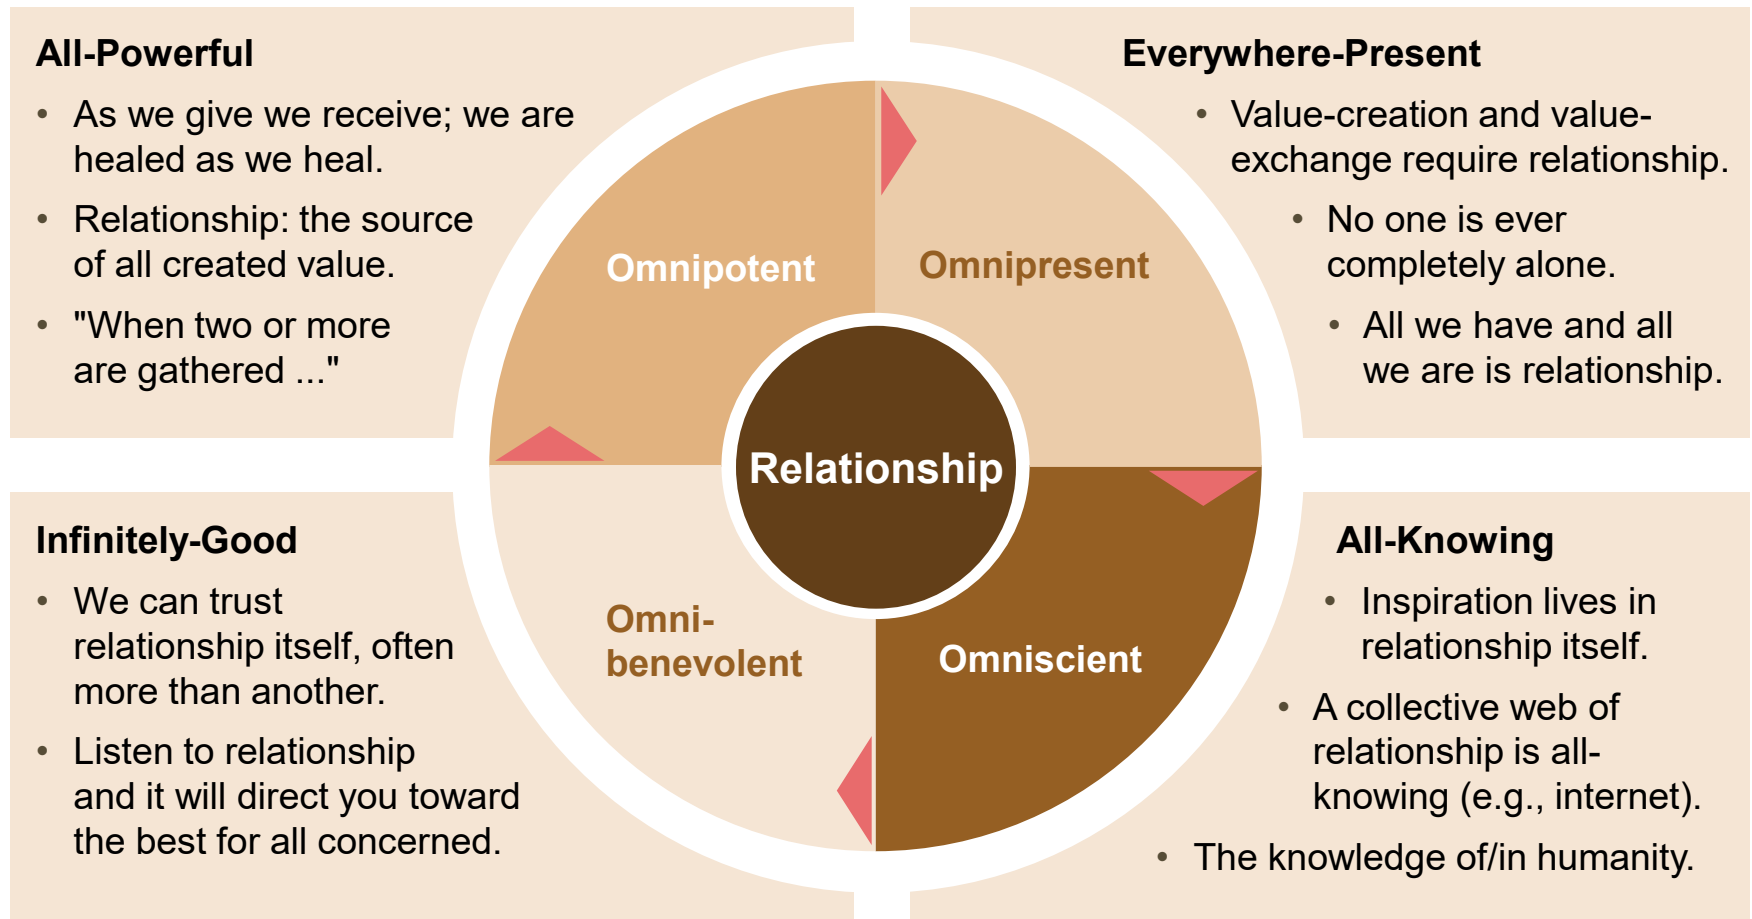 All-Powerful
• As we give we receive; we are
healed as we heal.
• Relationship: the source
of all created value.
• "When two or more
are gathered ..."
Everywhere-Present
• Value-creation and value-
exchange require relationship.
• No one is ever
completely alone.
• All we have and all
we are is relationship.
Omnipotent
Omnipresent
Relationship
Omni-
benevolent
Omniscient
Infinitely-Good
• We can trust
relationship itself, often
more than another.
• Listen to relationship
and it will direct you toward
the best for all concerned.
All-Knowing
• Inspiration lives in
relationship itself.
• A collective web of
relationship is all-
knowing (e.g., internet).
• The knowledge of/in humanity.